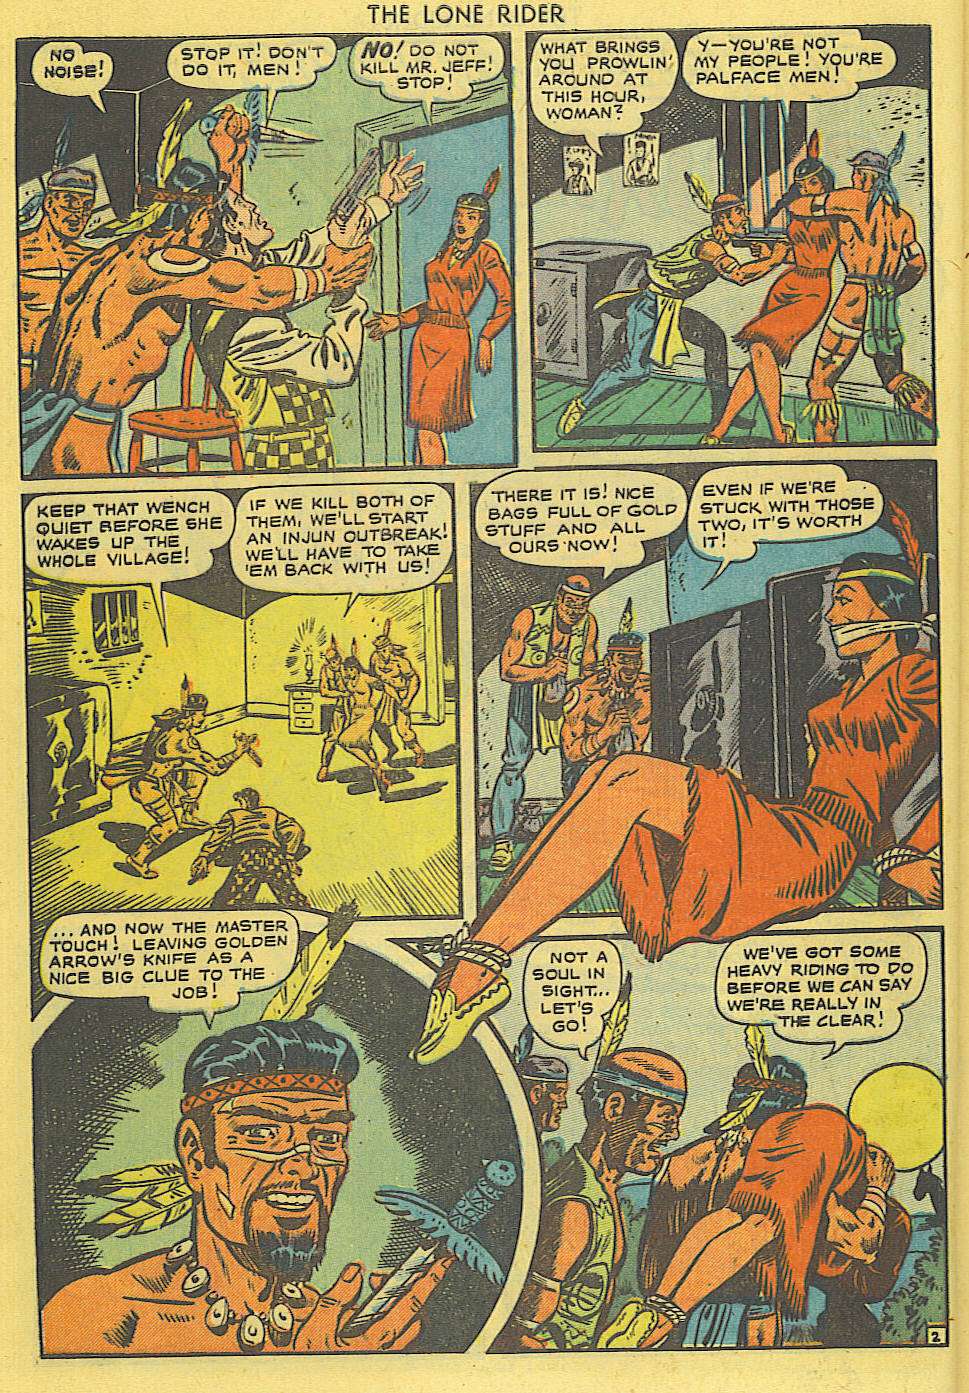 THE LONE RIDER
NO
NOISE!
STOP IT! DON'T
DO IT, MEN!
NO! DO NOT
KILL MR. JEFF!
STOP!
WHAT BRINGS
YOU PROWLIN'
AROUND AT
THIS HOUR,
WOMAN?
Y—YOU'RE NOT
MY PEOPLE! YOU'RE
PALFACE MEN!
KEEP THAT WENCH
QUIET BEFORE SHE
WAKES UP THE
WHOLE VILLAGE!
IF WE KILL BOTH OF
THEM, WE'LL START
AN INJUN OUTBREAK!
WE'LL HAVE TO TAKE
'EM BACK WITH US!
THERE IT IS! NICE
BAGS FULL OF GOLD
STUFF AND ALL
OURS NOW!
EVEN IF WE'RE
STUCK WITH THOSE
TWO, IT'S WORTH
IT!
... AND NOW THE MASTER
TOUCH! LEAVING GOLDEN
ARROW'S KNIFE AS A
NICE BIG CLUE TO THE
JOB!
NOT A
SOUL IN
SIGHT...
LET'S
GO!
WE'VE GOT SOME
HEAVY RIDING TO DO
BEFORE WE CAN SAY
WE'RE REALLY IN
THE CLEAR!
2